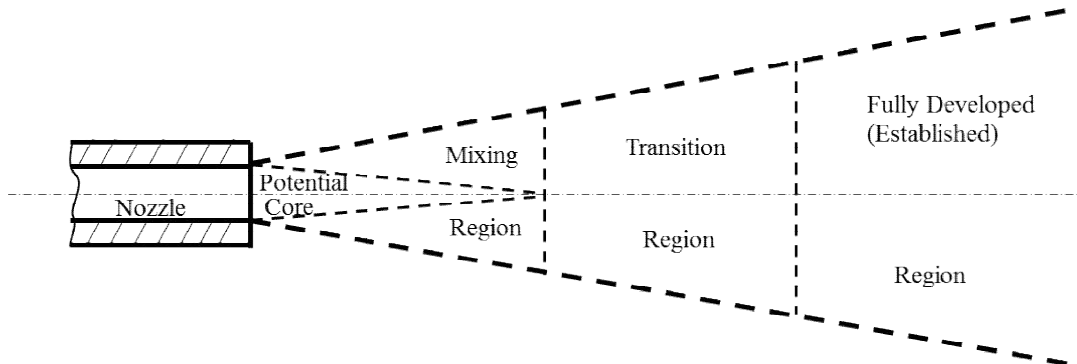 Fully Developed
(Established)
Mixing
Transition
Potential
Core
Nozzle
Region
Region
Region